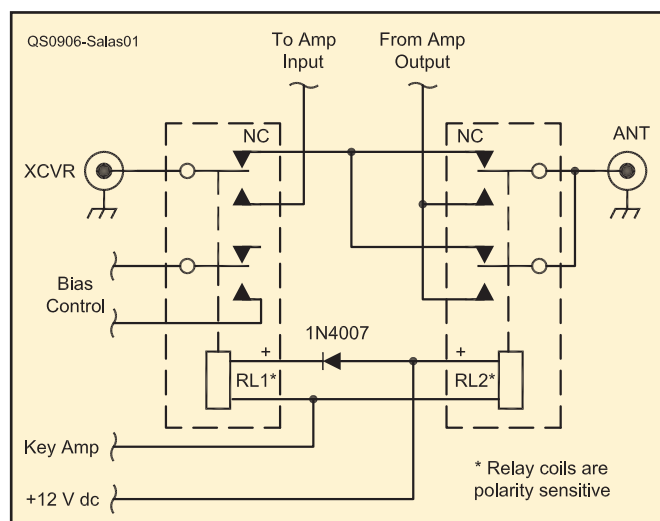 QS0906-Salas01
To Amp
Input
From Amp
Output
NC
NC
XCVR
ANT
Bias
Control
1N4007
+
+
RL1*
RL2*
Key Amp
+12 V dc
* Relay coils are
polarity sensitive